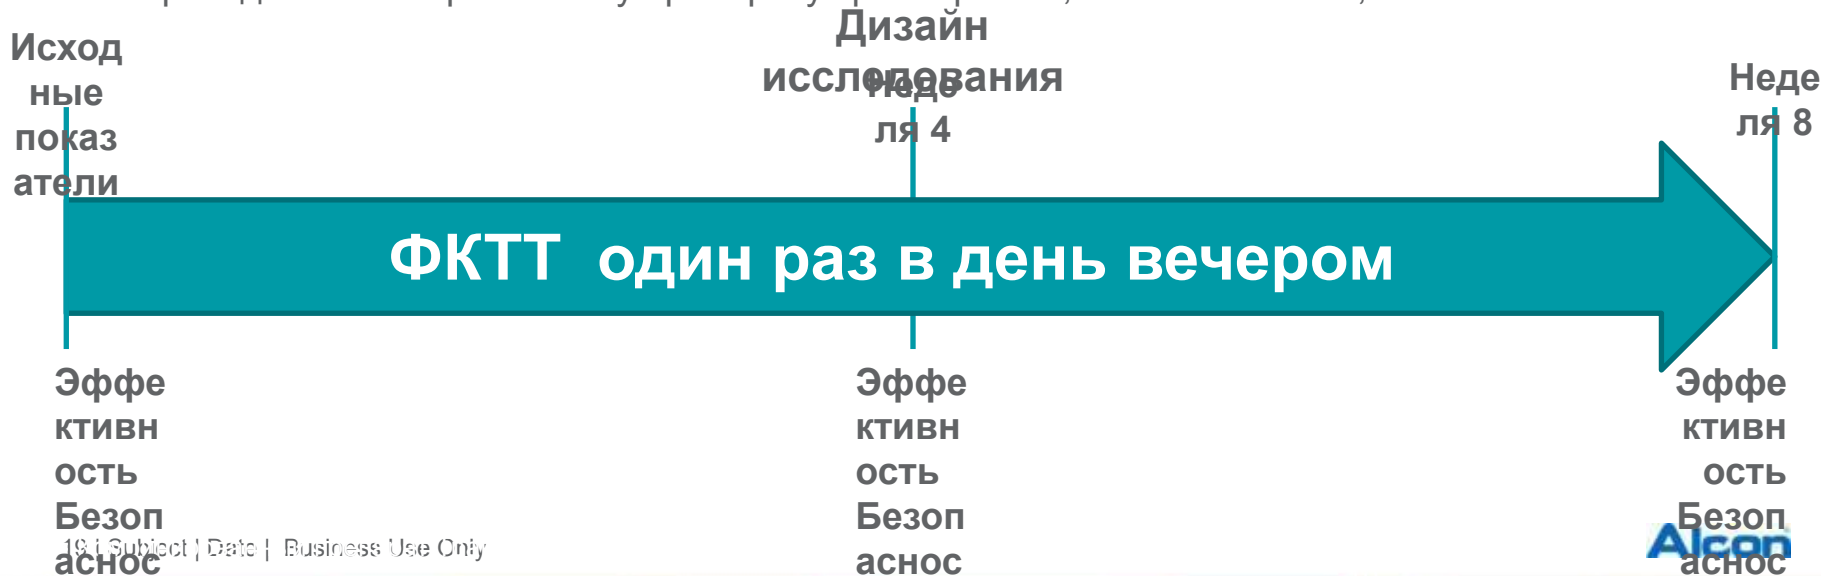 Дизайн
исследования
Исход
ные
показ
атели
Неде
ля 4
Неде
ля 8
ФКТТ один раз в день вечером
Эффе
ктивн
ость
Безоп
аснос
Эффе
ктивн
ость
Безоп
аснос
Эффе
ктивн
ость
Безоп
аснос
19 | Subject | Date | Business Use Only
Alcon